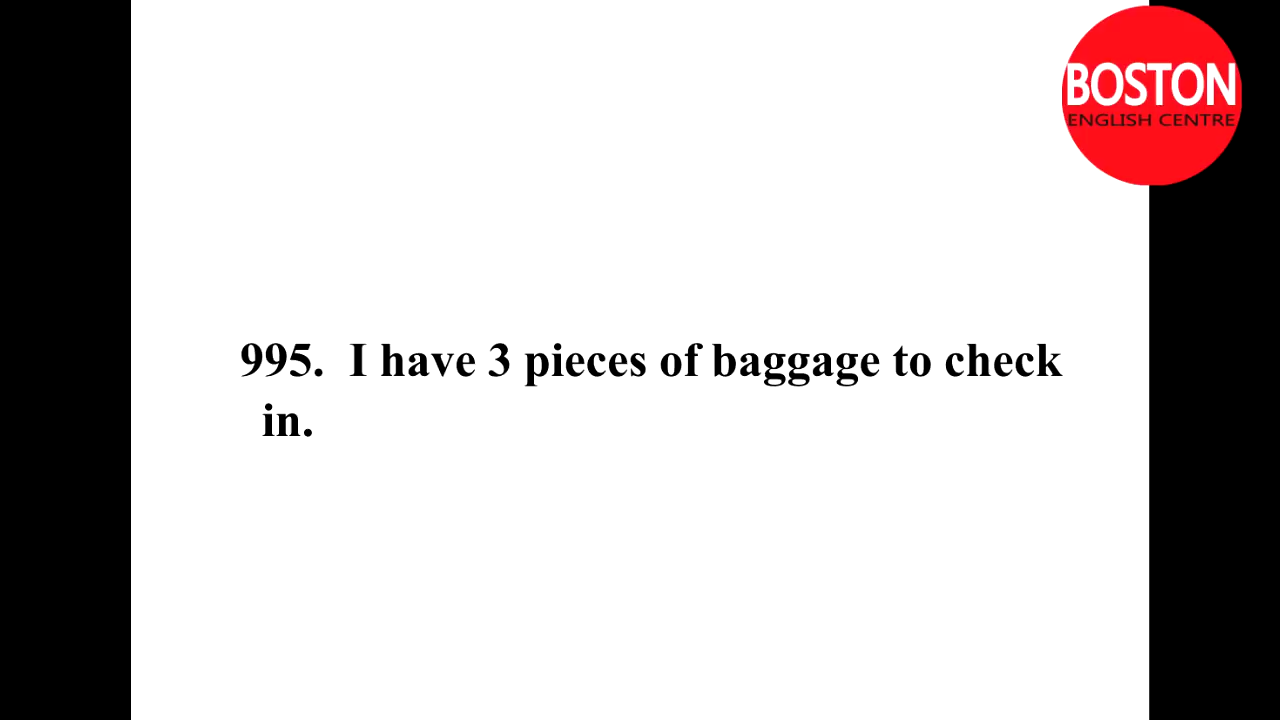 BOSTON
ENGLISH CENTRE
995. I have 3 pieces of baggage to check
in.